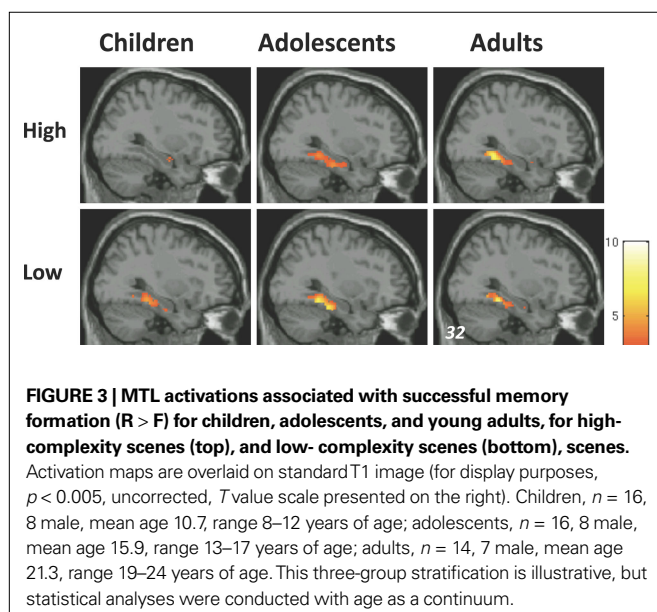 Children Adolescents Adults
High
Low
10
5
32
FIGURE 3 | MTL activations associated with successful memory
formation (R > F) for children, adolescents, and young adults, for high-
complexity scenes (top), and low- complexity scenes (bottom), scenes.
Activation maps are overlaid on standard T1 image (for display purposes,
p < 0.005, uncorrected, T value scale presented on the right). Children, n = 16,
8 male, mean age 10.7, range 8–12 years of age; adolescents, n = 16, 8 male,
mean age 15.9, range 13–17 years of age; adults, n = 14, 7 male, mean age
21.3, range 19–24 years of age. This three-group stratification is illustrative, but
statistical analyses were conducted with age as a continuum.